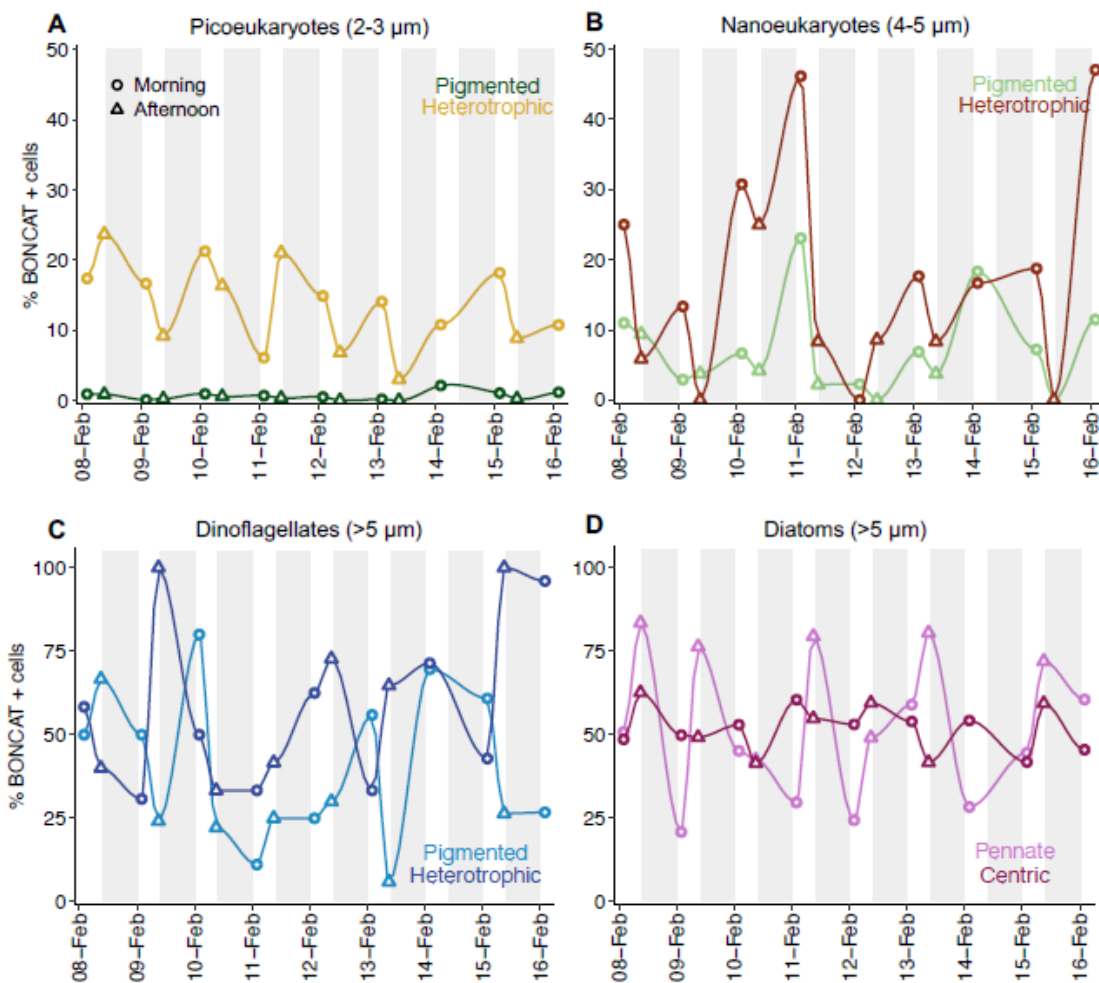 A
Picoeukaryotes (2-3 µm)
% BONCAT + cells
50
40
30
20
10
0
Morning
Afternoon
Pigmented
Heterotrophic
08-Feb
09-Feb
10-Feb
11-Feb
12-Feb
13-Feb
14-Feb
15-Feb
16-Feb
B
Nanoeukaryotes (4-5 µm)
50
40
30
20
10
0
Pigmented
Heterotrophic
08-Feb
09-Feb
10-Feb
11-Feb
12-Feb
13-Feb
14-Feb
15-Feb
16-Feb
C
Dinoflagellates (>5 µm)
% BONCAT + cells
100
75
50
25
0
Pigmented
Heterotrophic
08-Feb
09-Feb
10-Feb
11-Feb
12-Feb
13-Feb
14-Feb
15-Feb
16-Feb
D
Diatoms (>5 µm)
100
75
50
25
0
Pennate
Centric
08-Feb
09-Feb
10-Feb
11-Feb
12-Feb
13-Feb
14-Feb
15-Feb
16-Feb